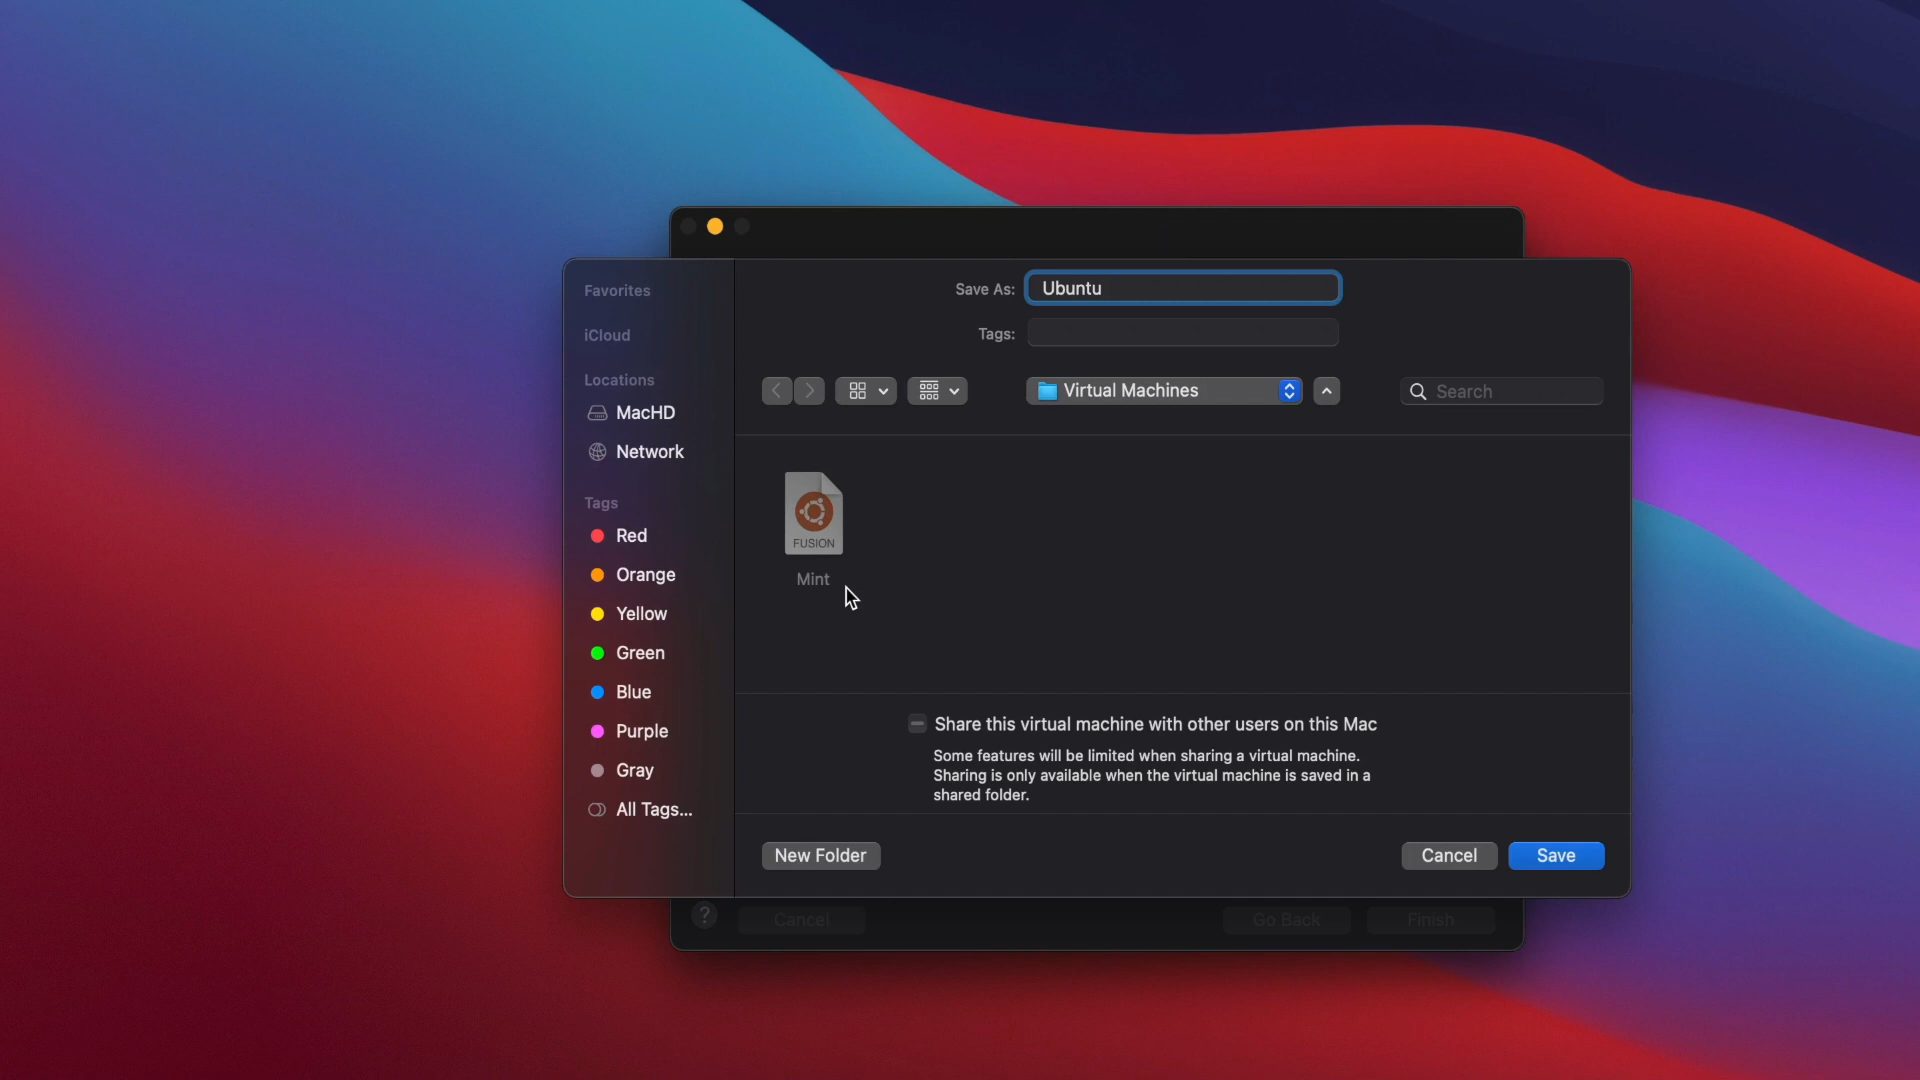 Favorites
iCloud
Locations
MacHD
Network
Tags
Red
Orange
Yellow
Green
Blue
Purple
Gray
All Tags...
Save As: Ubuntu
Tags:
Virtual Machines
Search
FUSION
Mint
Share this virtual machine with other users on this Mac
Some features will be limited when sharing a virtual machine.
Sharing is only available when the virtual machine is saved in a
shared folder.
New Folder Cancel Save
? Cancel Go Back Finish